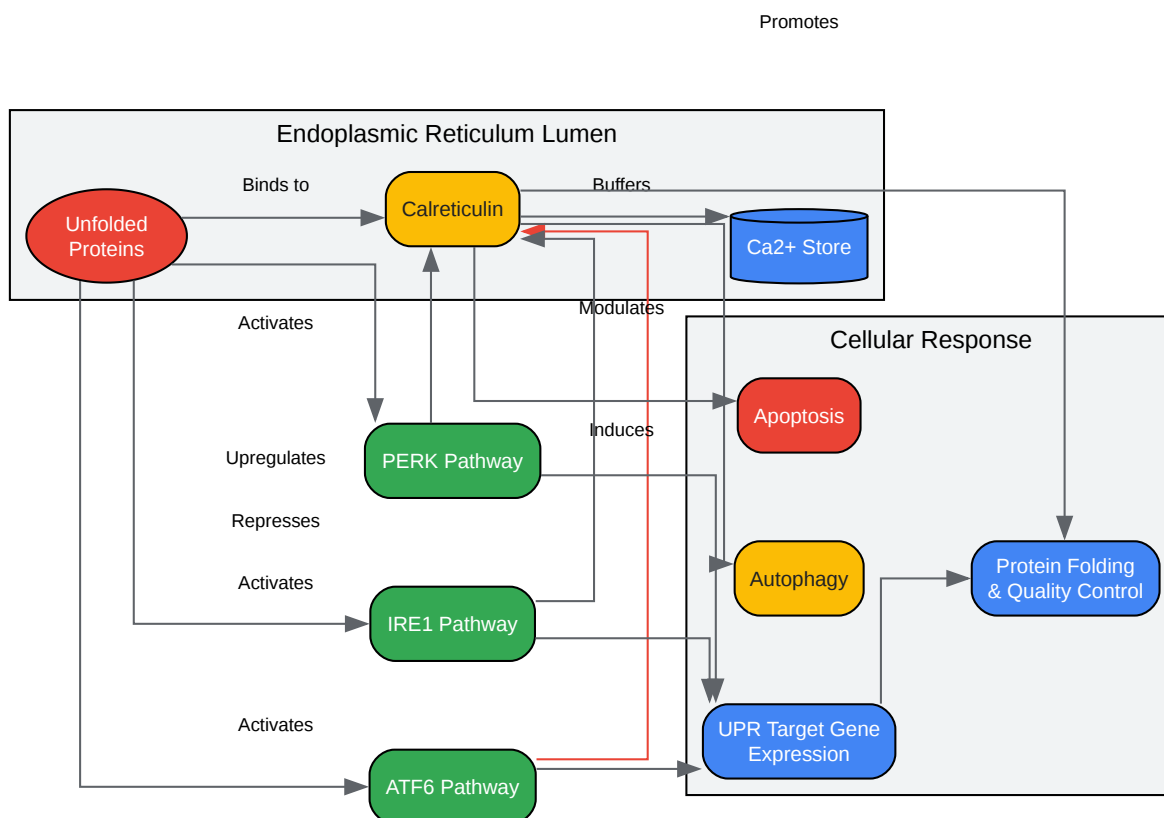 Promotes
Endoplasmic Reticulum Lumen
Binds to
Buffers
Calreticulin
Unfolded
Proteins
Ca2+ Store
Modulates
Activates
Cellular Response
Apoptosis
Induces
Upregulates
PERK Pathway
Represses
Activates
Autophagy
Protein Folding
& Quality Control
IRE1 Pathway
Activates
UPR Target Gene
Expression
ATF6 Pathway